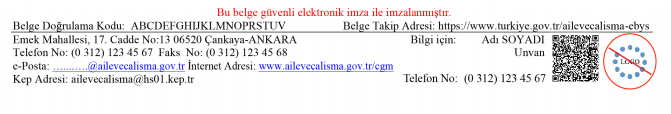 Bu belge güvenli elektronik imza ile imzalanmıştır.
Belge Doğrulama Kodu: ABCDEFGHIJKLMNOPRSTUV Belge Takip Adresi: https://www.turkiye.gov.tr/ailevecalisma-ebys
Emek Mahallesi, 17. Cadde No:13 06520 Çankaya-ANKARA Bilgi için: Adı SOYADI
Telefon No: (0 312) 123 45 67 Faks No: (0 312) 123 45 68 Unvan
e-Posta: …...…..@ailevecalisma.gov.tr İnternet Adresi: www.ailevecalisma.gov.tr/cgm
Kep Adresi: ailevecalisma@hs01.kep.tr Telefon No: (0 312) 123 45 67
LOGO